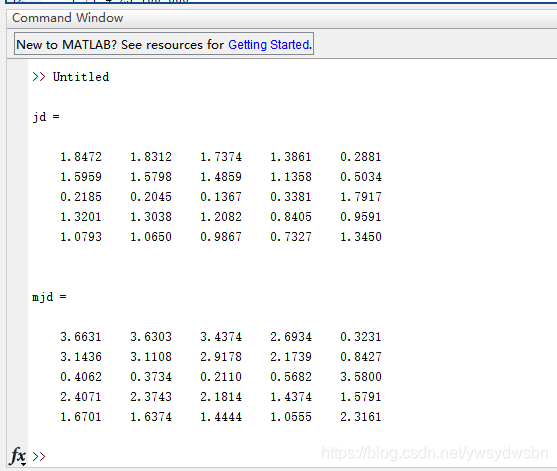 Command Window
New to MATLAB? See resources for Getting Started.
>> Untitled
jd =
1.8472 1.8312 1.7374 1.3861 0.2881
1.5959 1.5798 1.4859 1.1358 0.5034
0.2185 0.2045 0.1367 0.3381 1.7917
1.3201 1.3038 1.2082 0.8405 0.9591
1.0793 1.0650 0.9867 0.7327 1.3450
mjd =
3.6631 3.6303 3.4374 2.6934 0.3231
3.1436 3.1108 2.9178 2.1739 0.8427
0.4062 0.3734 0.2110 0.5682 3.5800
2.4071 2.3743 2.1814 1.4374 1.5791
1.6701 1.6374 1.4444 1.0555 2.3161
fx >>
https://blog.csdn.net/ywsydwsbn